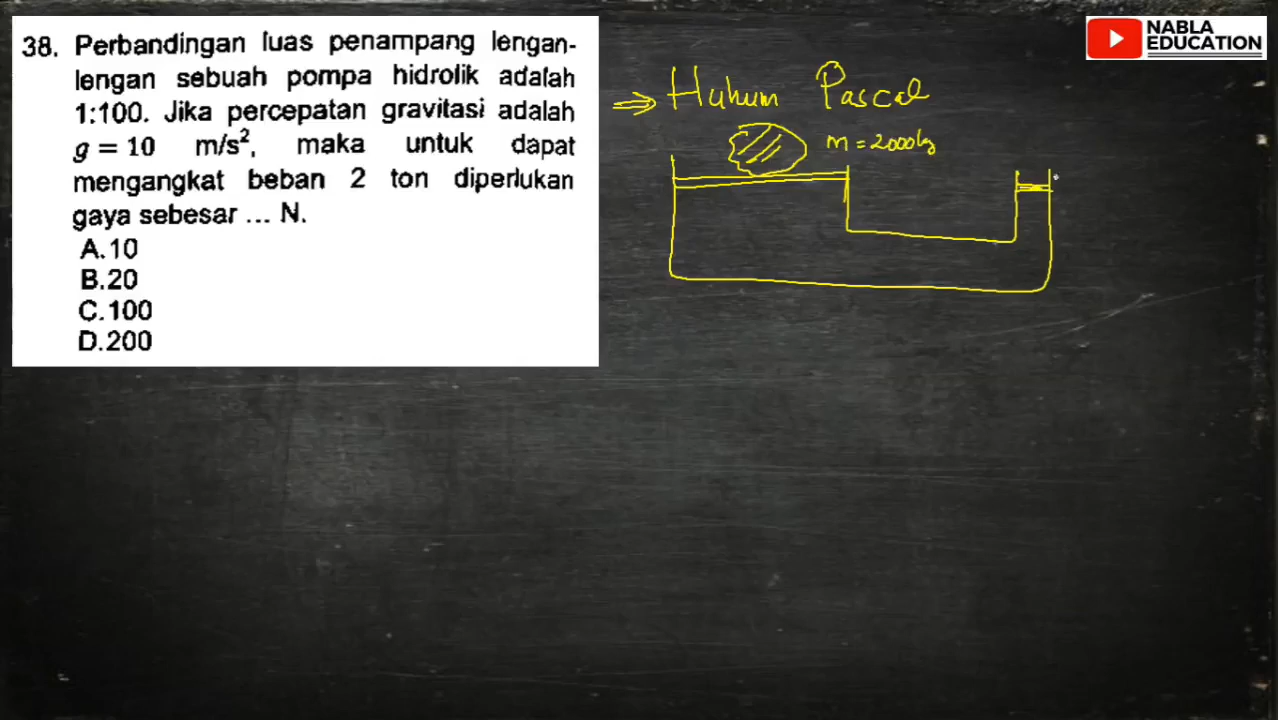 38. Perbandingan luas penampang lengan-
lengan sebuah pompa hidrolik adalah
1:100. Jika percepatan gravitasi adalah
g = 10 m/s², maka untuk dapat
mengangkat beban 2 ton diperlukan
gaya sebesar ... N.
A.10
B.20
C.100
D.200
⇒ Hukum Pascal
m = 2000kg
NABLA
EDUCATION